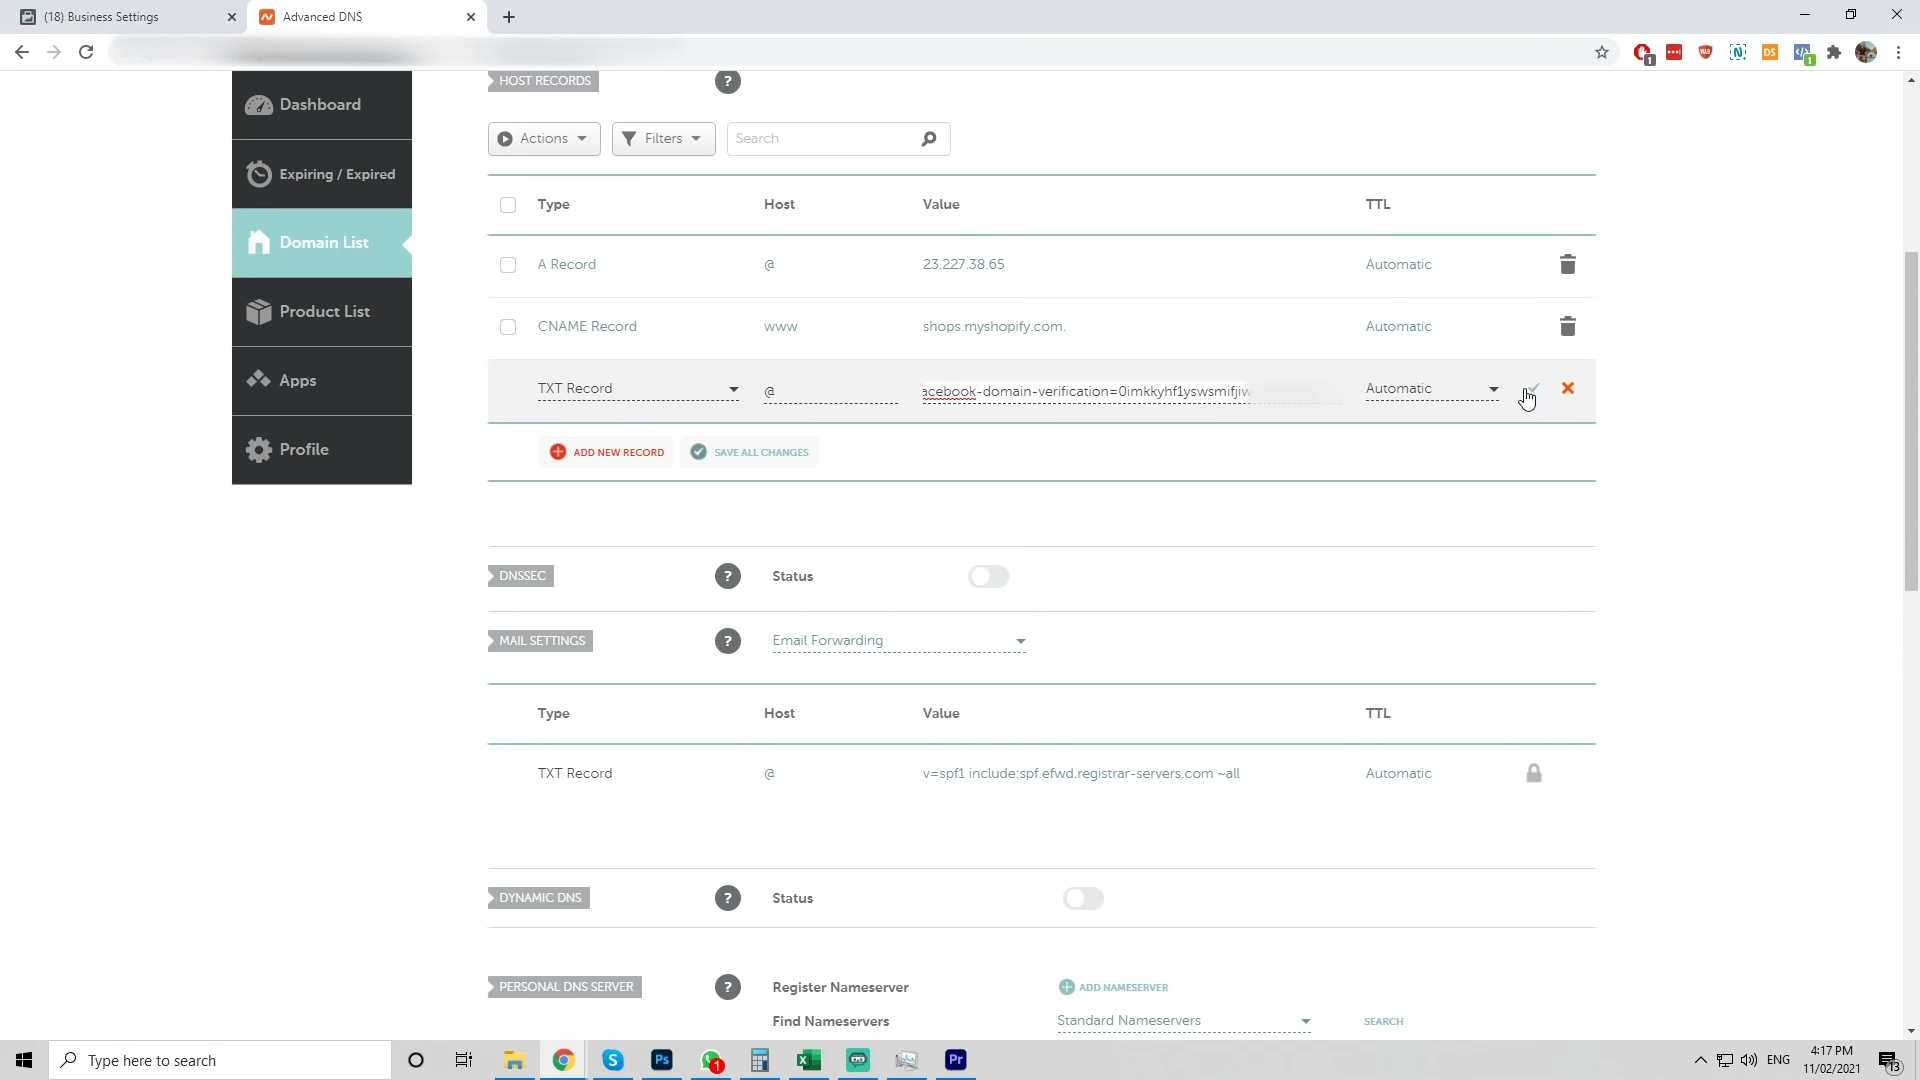 (18) Business Settings
Advanced DNS
HOST RECORDS
?
Actions
Filters
Search
Type Host Value TTL
A Record @ 23.227.38.65 Automatic
CNAME Record www shops.myshopify.com. Automatic
TXT Record @ acebook-domain-verification=0imkkyhf1yswsmifjiw Automatic
ADD NEW RECORD
SAVE ALL CHANGES
Dashboard
Expiring / Expired
Domain List
Product List
Apps
Profile
DNSSEC ? Status
MAIL SETTINGS ? Email Forwarding
Type Host Value TTL
TXT Record @ v=spf1 include:spf.efwd.registrar-servers.com ~all Automatic
DYNAMIC DNS ? Status
PERSONAL DNS SERVER ? Register Nameserver ADD NAMESERVER
Find Nameservers Standard Nameservers SEARCH
Type here to search
S
Ps
1
Pr
ENG
4:17 PM
11/02/2021
13